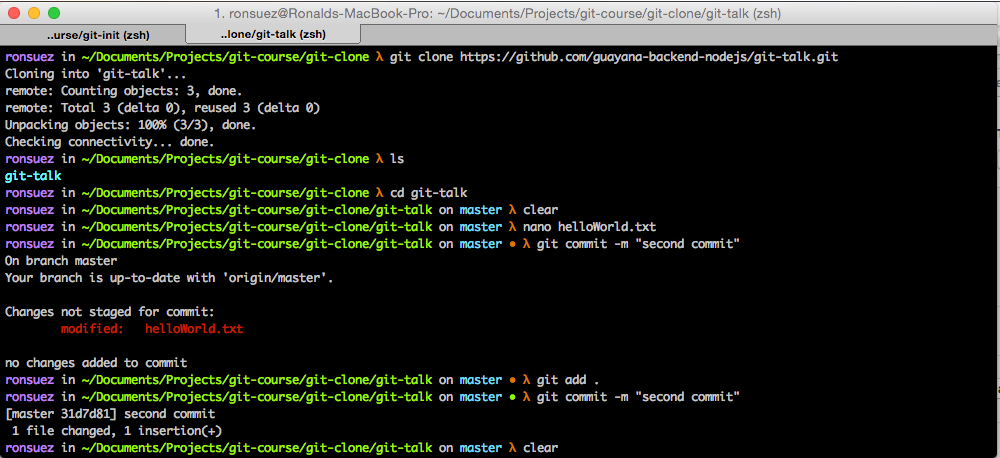 1. ronsuez@Ronalds-MacBook-Pro: ~/Documents/Projects/git-course/git-clone/git-talk (zsh)
..urse/git-init (zsh) ..lone/git-talk (zsh)
ronsuez in ~/Documents/Projects/git-course/git-clone λ git clone https://github.com/guayana-backend-nodejs/git-talk.git
Cloning into 'git-talk'...
remote: Counting objects: 3, done.
remote: Total 3 (delta 0), reused 3 (delta 0)
Unpacking objects: 100% (3/3), done.
Checking connectivity... done.
ronsuez in ~/Documents/Projects/git-course/git-clone λ ls
git-talk
ronsuez in ~/Documents/Projects/git-course/git-clone λ cd git-talk
ronsuez in ~/Documents/Projects/git-course/git-clone/git-talk on master λ clear
ronsuez in ~/Documents/Projects/git-course/git-clone/git-talk on master λ nano helloWorld.txt
ronsuez in ~/Documents/Projects/git-course/git-clone/git-talk on master • λ git commit -m "second commit"
On branch master
Your branch is up-to-date with 'origin/master'.
Changes not staged for commit:
modified: helloWorld.txt
no changes added to commit
ronsuez in ~/Documents/Projects/git-course/git-clone/git-talk on master • λ git add .
ronsuez in ~/Documents/Projects/git-course/git-clone/git-talk on master • λ git commit -m "second commit"
[master 31d7d81] second commit
1 file changed, 1 insertion(+)
ronsuez in ~/Documents/Projects/git-course/git-clone/git-talk on master λ clear